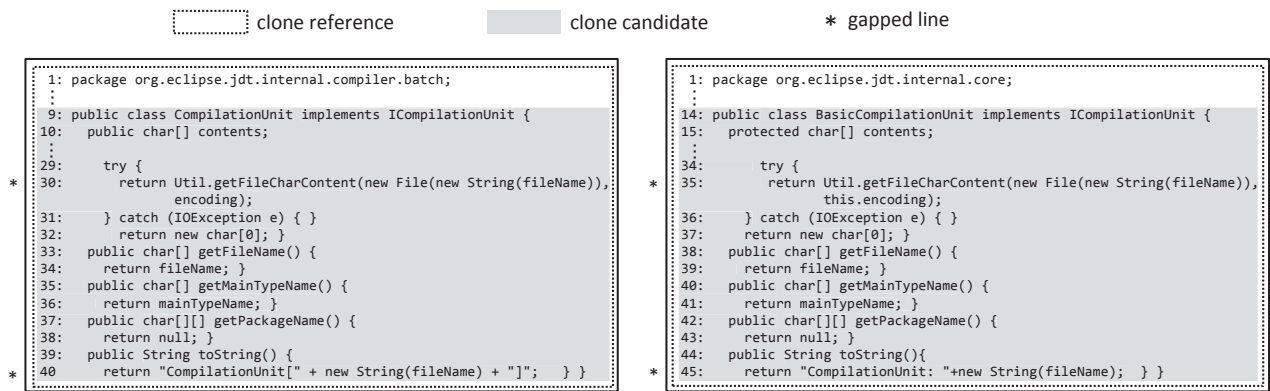 clone reference clone candidate * gapped line
1: package org.eclipse.jdt.internal.compiler.batch;
⋮
9: public class CompilationUnit implements ICompilationUnit {
10: public char[] contents;
⋮
29: try {
* 30: return Util.getFileCharContent(new File(new String(fileName)),
encoding);
31: } catch (IOException e) { }
32: return new char[0]; }
33: public char[] getFileName() {
34: return fileName; }
35: public char[] getMainTypeName() {
36: return mainTypeName; }
37: public char[][] getPackageName() {
38: return null; }
39: public String toString() {
* 40 return "CompilationUnit[" + new String(fileName) + "]"; } }
1: package org.eclipse.jdt.internal.core;
⋮
14: public class BasicCompilationUnit implements ICompilationUnit {
15: protected char[] contents;
⋮
34: try {
* 35: return Util.getFileCharContent(new File(new String(fileName)),
this.encoding);
36: } catch (IOException e) { }
37: return new char[0]; }
38: public char[] getFileName() {
39: return fileName; }
40: public char[] getMainTypeName() {
41: return mainTypeName; }
42: public char[][] getPackageName() {
43: return null; }
44: public String toString(){
* 45: return "CompilationUnit: "+new String(fileName); } }